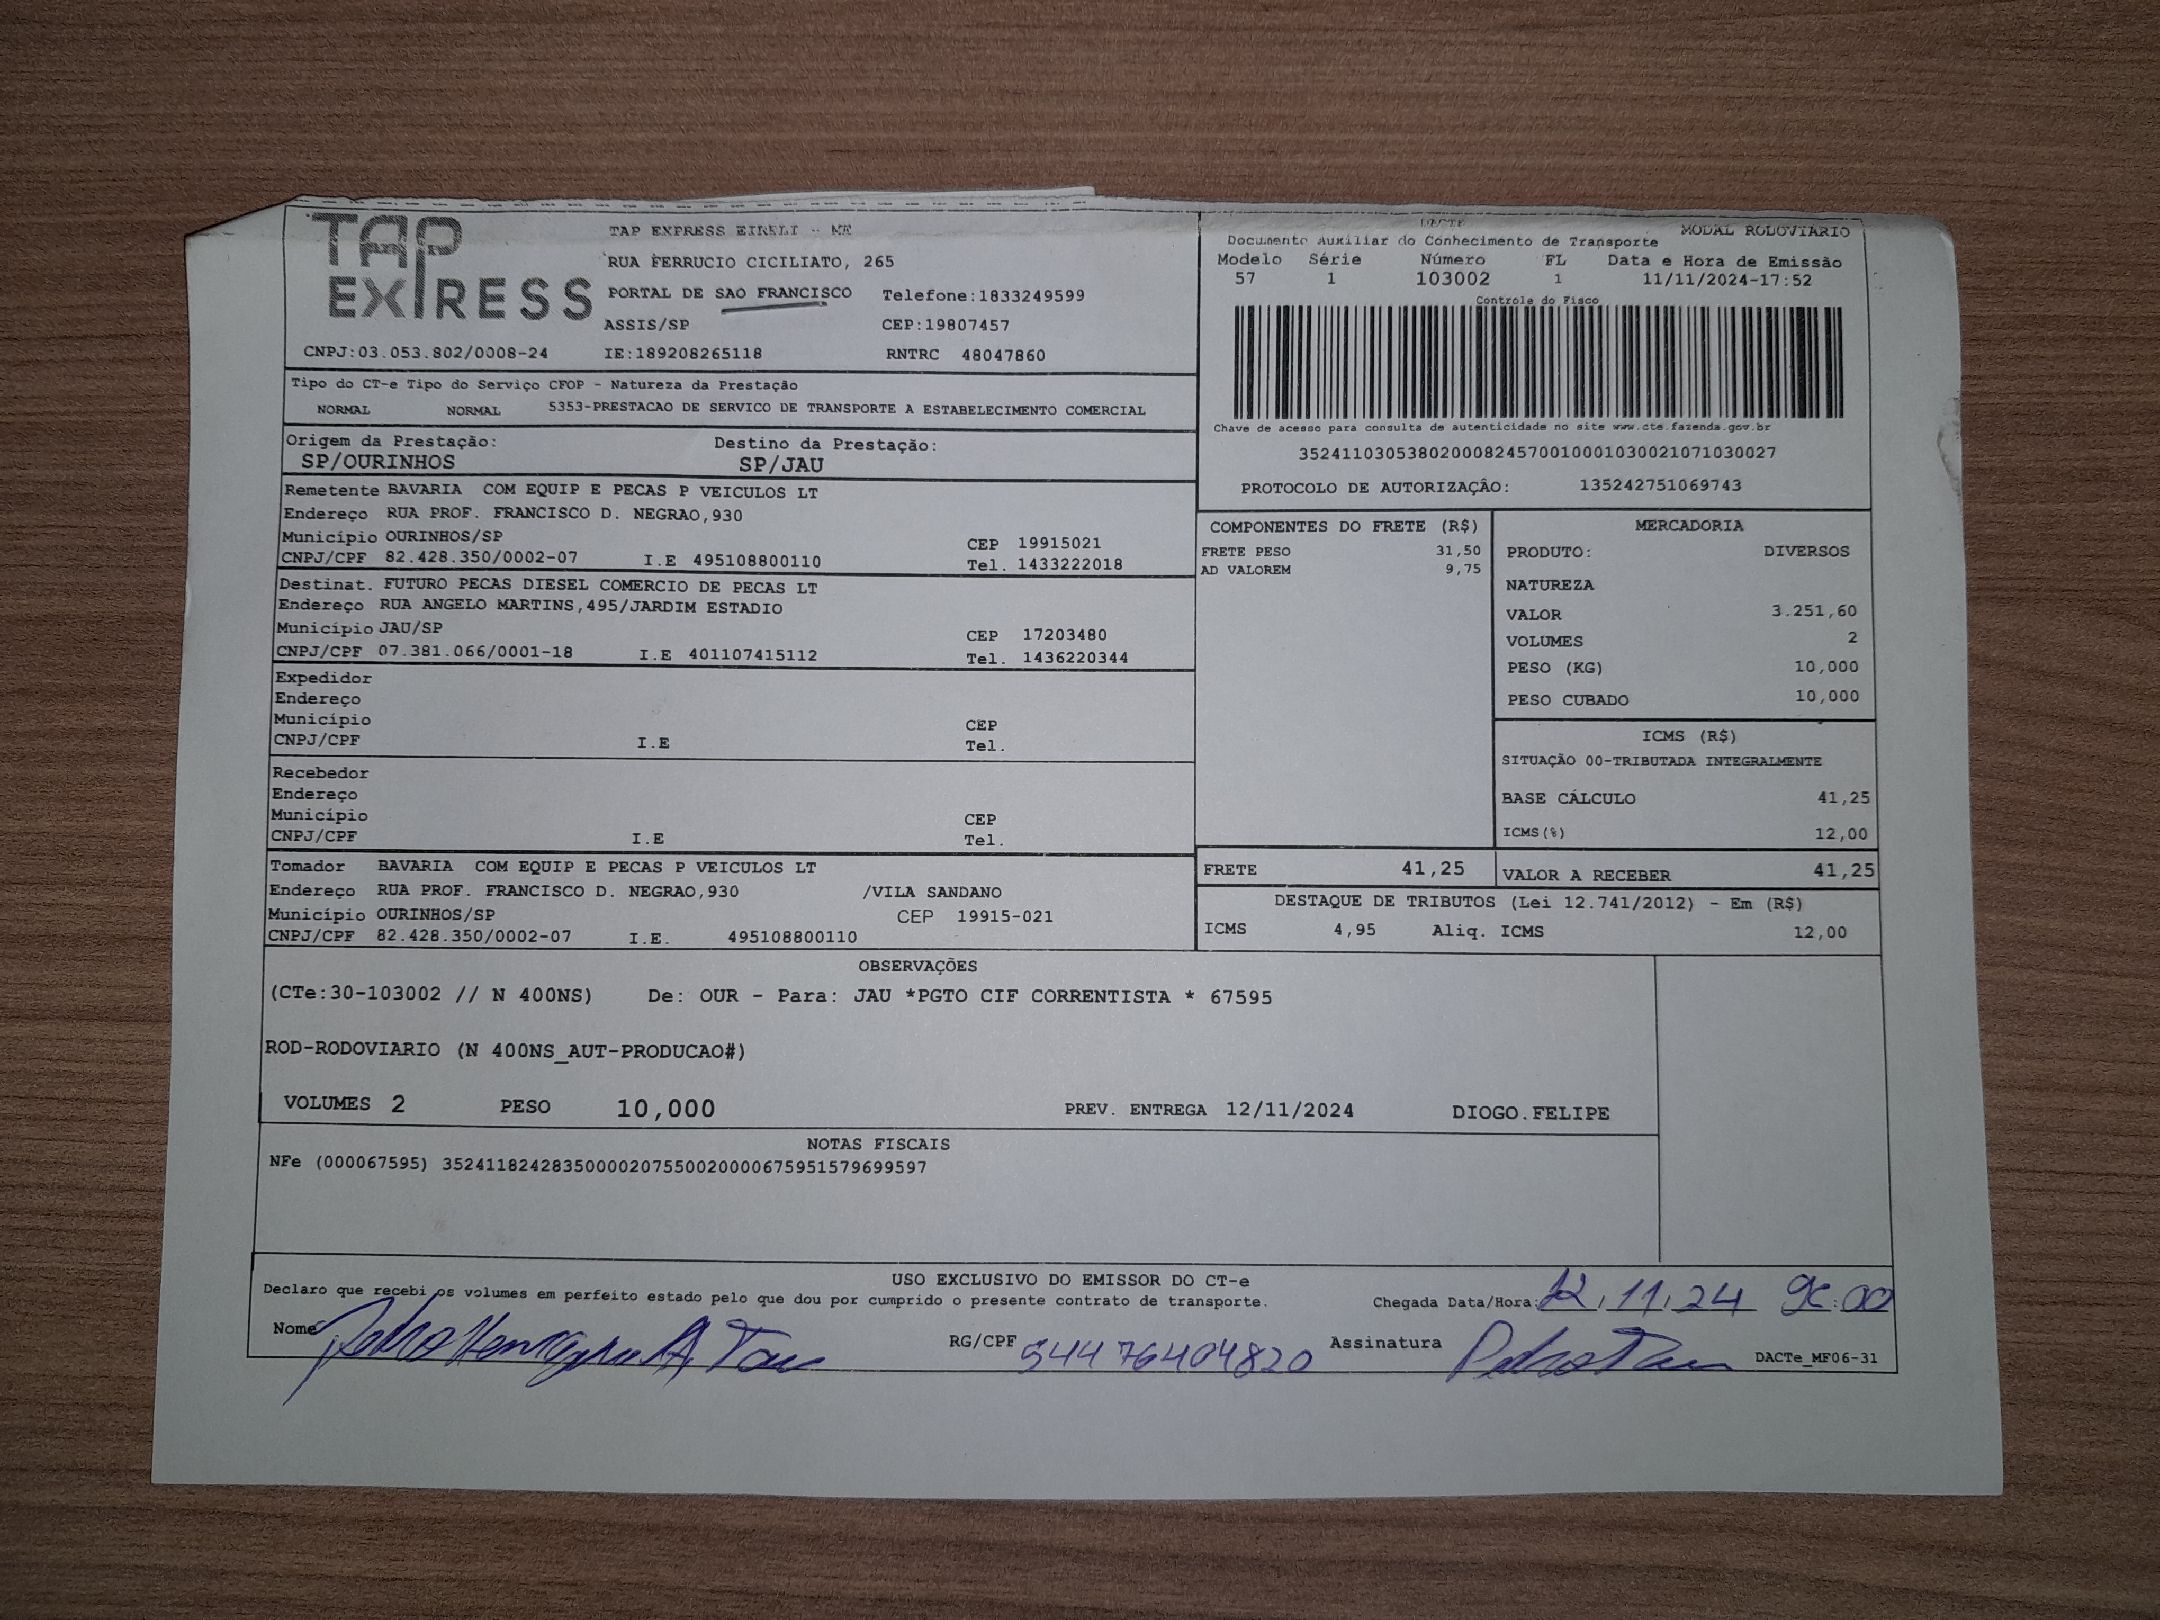 TAP EXPRESS
TAP EXPRESS EIRELI - ME
RUA FERRUCIO CICILIATO, 265
PORTAL DE SAO FRANCISCO Telefone:1833249599
ASSIS/SP CEP:19807457
CNPJ:03.053.802/0008-24 IE:189208265118 RNTRC 48047860
DACTE MODAL RODOVIARIO
Documento Auxiliar do Conhecimento de Transporte
Modelo Série Número FL Data e Hora de Emissão
57 1 103002 1 11/11/2024-17:52
Controle do Fisco
Chave de acesso para consulta de autenticidade no site www.cte.fazenda.gov.br
35241103053802000824570010001030021071030027
PROTOCOLO DE AUTORIZAÇÂO: 135242751069743
Tipo do CT-e Tipo do Serviço CFOP - Natureza da Prestação
NORMAL NORMAL 5353-PRESTACAO DE SERVICO DE TRANSPORTE A ESTABELECIMENTO COMERCIAL
Origem da Prestação: Destino da Prestação:
SP/OURINHOS SP/JAU
Remetente BAVARIA COM EQUIP E PECAS P VEICULOS LT
Endereço RUA PROF. FRANCISCO D. NEGRAO,930
Município OURINHOS/SP CEP 19915021
CNPJ/CPF 82.428.350/0002-07 I.E 495108800110 Tel. 1433222018
Destinat. FUTURO PECAS DIESEL COMERCIO DE PECAS LT
Endereço RUA ANGELO MARTINS,495/JARDIM ESTADIO
Município JAU/SP CEP 17203480
CNPJ/CPF 07.381.066/0001-18 I.E 401107415112 Tel. 1436220344
Expedidor
Endereço
Município CEP
CNPJ/CPF I.E Tel.
Recebedor
Endereço
Município CEP
CNPJ/CPF I.E Tel.
Tomador BAVARIA COM EQUIP E PECAS P VEICULOS LT
Endereço RUA PROF. FRANCISCO D. NEGRAO,930 /VILA SANDANO
Município OURINHOS/SP CEP 19915-021
CNPJ/CPF 82.428.350/0002-07 I.E. 495108800110
COMPONENTES DO FRETE (R$)
FRETE PESO 31,50
AD VALOREM 9,75
MERCADORIA
PRODUTO: DIVERSOS
NATUREZA
VALOR 3.251,60
VOLUMES 2
PESO (KG) 10,000
PESO CUBADO 10,000
ICMS (R$)
SITUAÇÃO 00-TRIBUTADA INTEGRALMENTE
BASE CÁLCULO 41,25
ICMS(%) 12,00
FRETE 41,25 VALOR A RECEBER 41,25
DESTAQUE DE TRIBUTOS (Lei 12.741/2012) - Em (R$)
ICMS 4,95 Aliq. ICMS 12,00
OBSERVAÇÕES
(CTe:30-103002 // N 400NS) De: OUR - Para: JAU *PGTO CIF CORRENTISTA * 67595
ROD-RODOVIARIO (N 400NS_AUT-PRODUCAO#)
VOLUMES 2 PESO 10,000 PREV. ENTREGA 12/11/2024 DIOGO.FELIPE
NOTAS FISCAIS
NFe (000067595) 35241182428350000207550020000675951579699597
USO EXCLUSIVO DO EMISSOR DO CT-e
Declaro que recebi os volumes em perfeito estado pelo que dou por cumprido o presente contrato de transporte. Chegada Data/Hora: 12.11.24
Nome: RG/CPF 54476404820 Assinatura DACTe_MF06-31